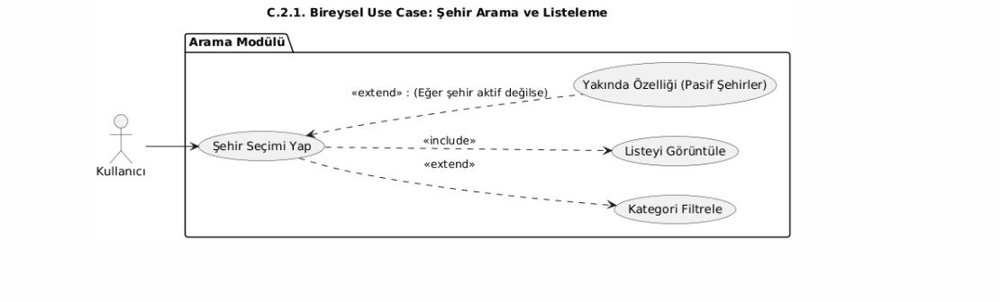 C.2.1. Bireysel Use Case: Şehir Arama ve Listeleme
Arama Modülü
Yakında Özelliği (Pasif Şehirler)
«extend» : (Eğer şehir aktif değilse)
Şehir Seçimi Yap
«include»
Listeyi Görüntüle
«extend»
Kullanıcı
Kategori Filtrele